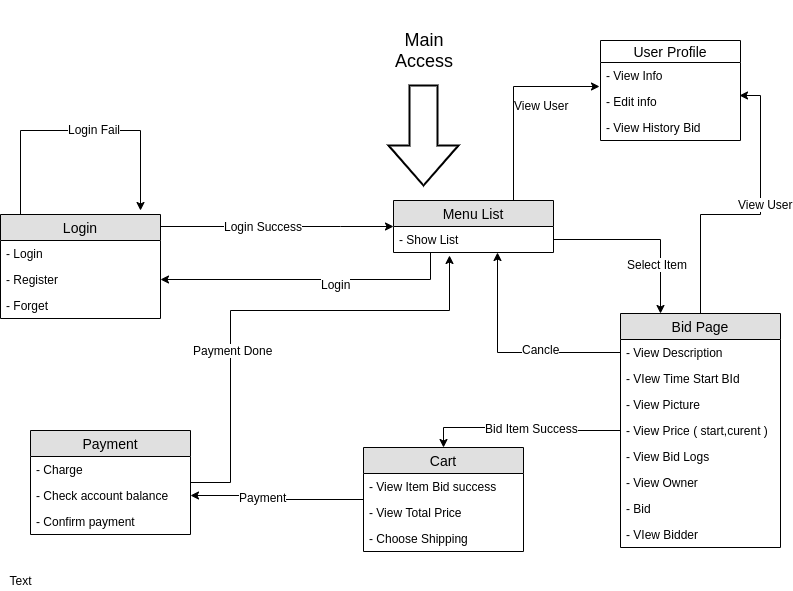 Main
Access
User Profile
- View Info
- Edit info
- View History Bid
View User
Login Fail
View User
Login
- Login
- Register
- Forget
Login Success
Menu List
- Show List
Select Item
Login
Payment Done
Cancle
Bid Page
- View Description
- VIew Time Start BId
- View Picture
- View Price ( start,curent )
- View Bid Logs
- View Owner
- Bid
- VIew Bidder
Bid Item Success
Payment
- Charge
- Check account balance
- Confirm payment
Payment
Cart
- View Item Bid success
- View Total Price
- Choose Shipping
Text